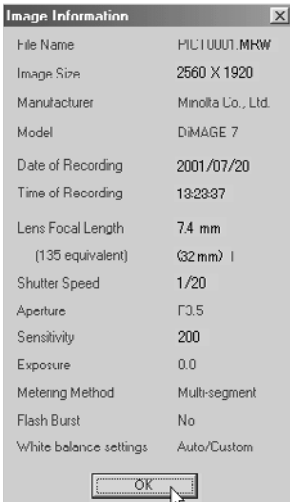 Image Information
File Name PICT0001.MRW
Image Size 2560 X 1920
Manufacturer Minolta Co., Ltd.
Model DiMAGE 7
Date of Recording 2001/07/20
Time of Recording 13:23:37
Lens Focal Length 7.4 mm
(135 equivalent) (32 mm)
Shutter Speed 1/20
Aperture F3.5
Sensitivity 200
Exposure 0.0
Metering Method Multi-segment
Flash Burst No
White balance settings Auto/Custom
OK